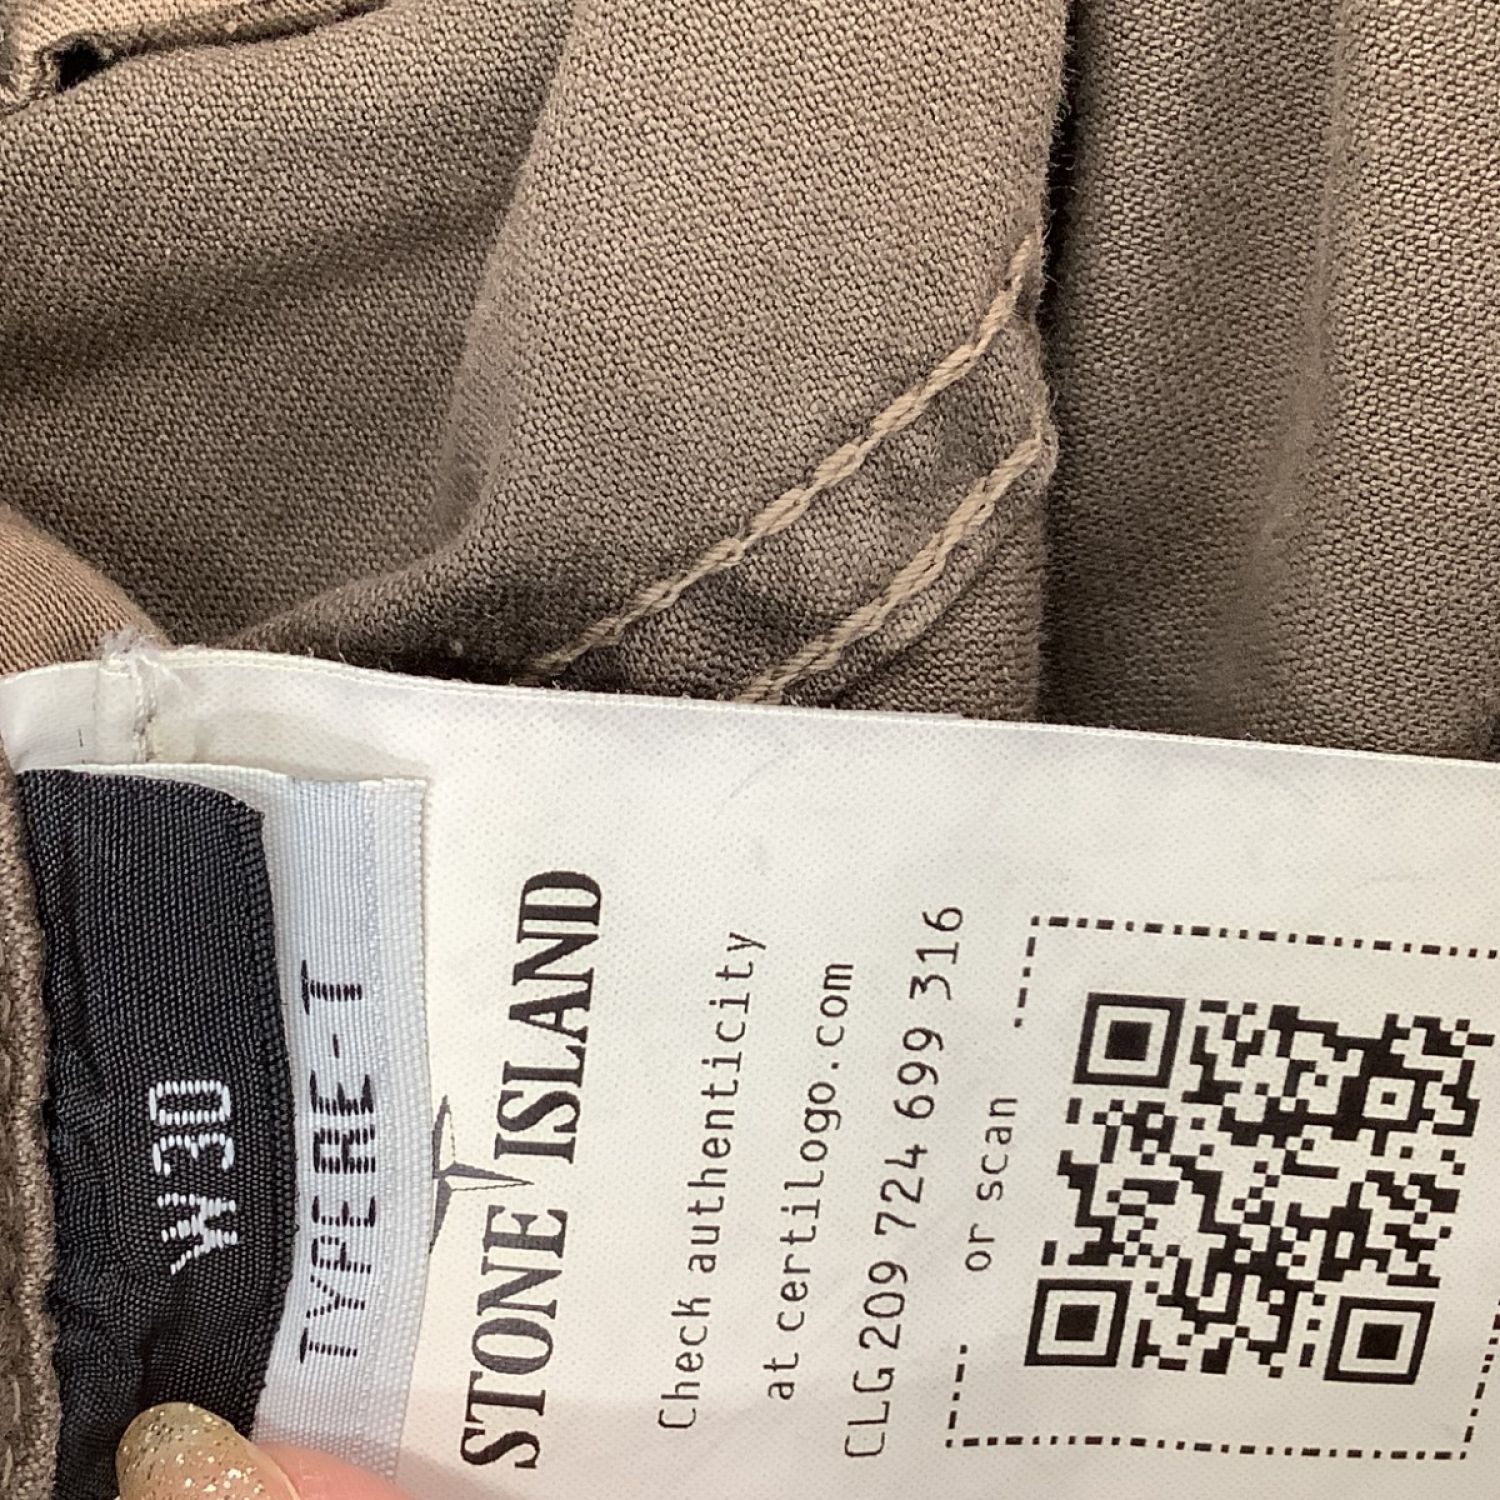 W30
TYPE RE-T
STONE ISLAND
Check authenticity
at certilogo.com
CLG 209 724 699 316
or scan